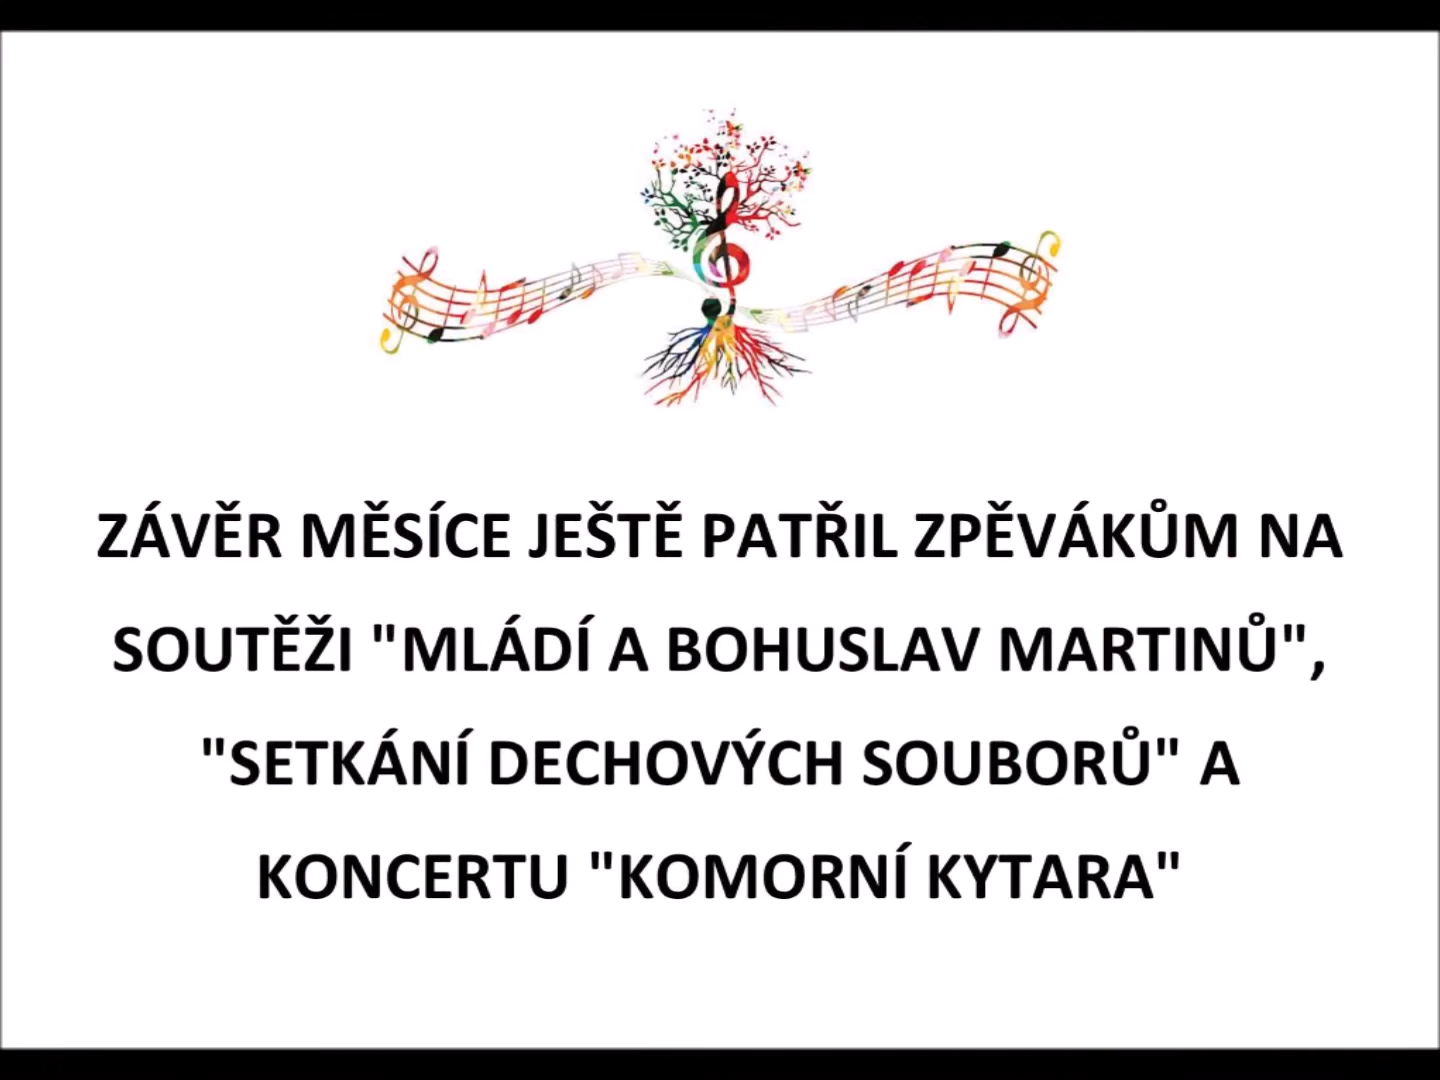 ZÁVĚR MĚSÍCE JEŠTĚ PATŘIL ZPĚVÁKŮM NA
SOUTĚŽI "MLÁDÍ A BOHUSLAV MARTINŮ",
"SETKÁNÍ DECHOVÝCH SOUBORŮ" A
KONCERTU "KOMORNÍ KYTARA"